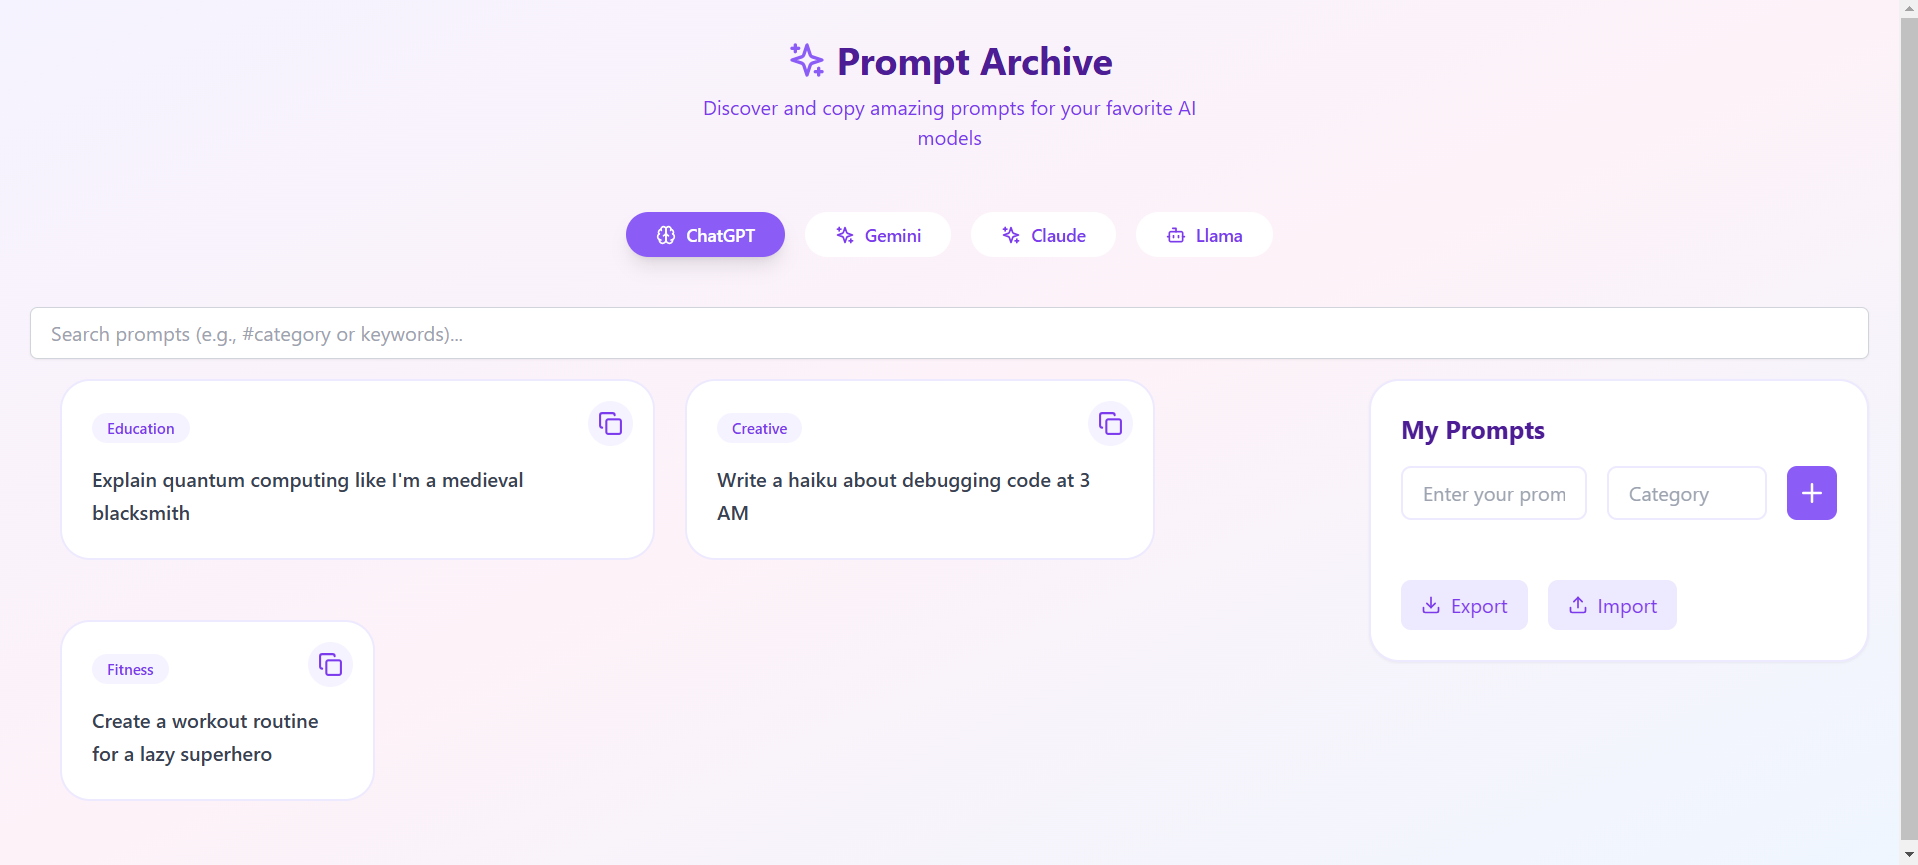 Prompt Archive
Discover and copy amazing prompts for your favorite AI
models
ChatGPT
Gemini
Claude
Llama
Search prompts (e.g., #category or keywords)...
Education
Explain quantum computing like I'm a medieval
blacksmith
Creative
Write a haiku about debugging code at 3
AM
Fitness
Create a workout routine
for a lazy superhero
My Prompts
Enter your prom
Category
Export
Import